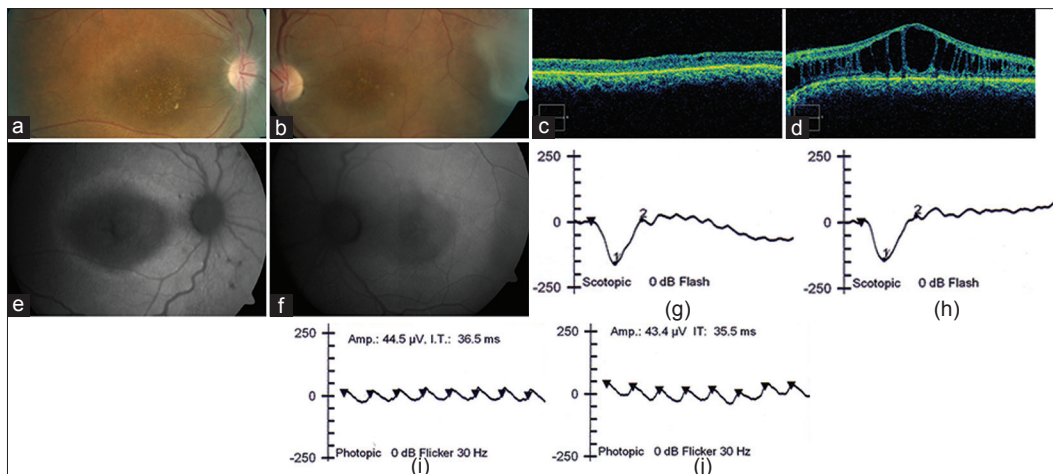 a
b
c
d
e
f
250
0
-250
1
2
Scotopic 0 dB Flash
(g)
250
0
-250
1
2
Scotopic 0 dB Flash
(h)
250
0
-250
Amp.: 44.5 µV, I.T.: 36.5 ms
Photopic 0 dB Flicker 30 Hz
(i)
250
0
-250
Amp.: 43.4 µV IT: 35.5 ms
Photopic 0 dB Flicker 30 Hz
(j)